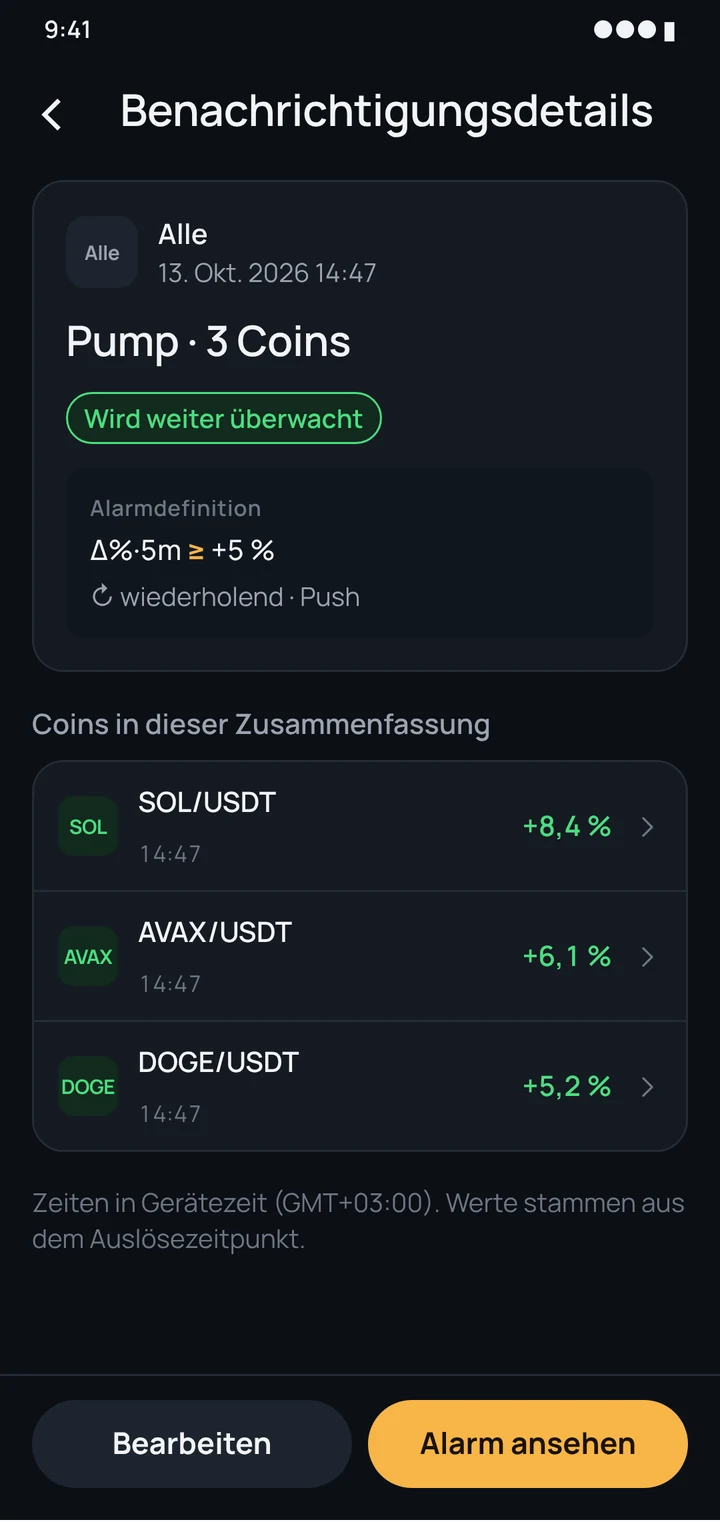 9:41
Benachrichtigungsdetails
Alle
Alle
13. Okt. 2026 14:47
Pump · 3 Coins
Wird weiter überwacht
Alarmdefinition
Δ%·5m ≥ +5 %
↻ wiederholend · Push
Coins in dieser Zusammenfassung
SOL
SOL/USDT
14:47
+8,4 %
AVAX
AVAX/USDT
14:47
+6,1 %
DOGE
DOGE/USDT
14:47
+5,2 %
Zeiten in Gerätezeit (GMT+03:00). Werte stammen aus
dem Auslösezeitpunkt.
Bearbeiten
Alarm ansehen